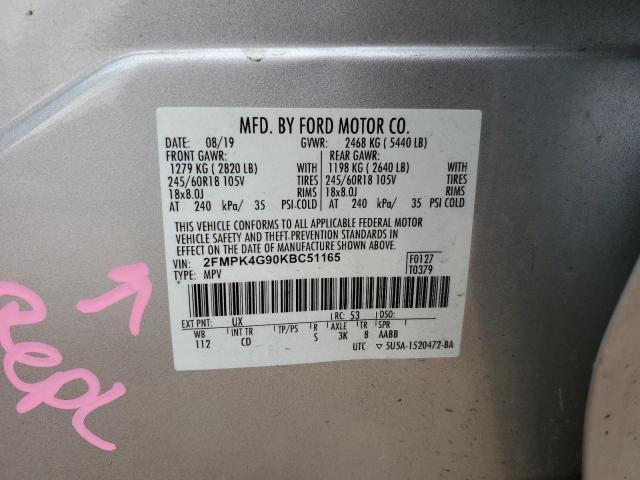 MFD. BY FORD MOTOR CO.
DATE: 08/19 GVWR: 2468 KG ( 5440 LB)
FRONT GAWR: REAR GAWR:
1279 KG ( 2820 LB) WITH 1198 KG ( 2640 LB) WITH
245/60R18 105V TIRES 245/60R18 105V TIRES
18x8.0J RIMS 18x8.0J RIMS
AT 240 kPa/ 35 PSI COLD AT 240 kPa/ 35 PSI COLD
THIS VEHICLE CONFORMS TO ALL APPLICABLE FEDERAL MOTOR
VEHICLE SAFETY AND THEFT PREVENTION STANDARDS IN EFFECT
ON THE DATE OF MANUFACTURE SHOWN ABOVE.
VIN: 2FMPK4G90KBC51165 F0127
TYPE: MPV T0379
EXT PNT: UX RC: 53 DSO:
WB INT TR TP/PS R AXLE TR SPR
112 CD S 3K 8 AABB
UTC ▽ 5U5A-1520472-BA
Repl